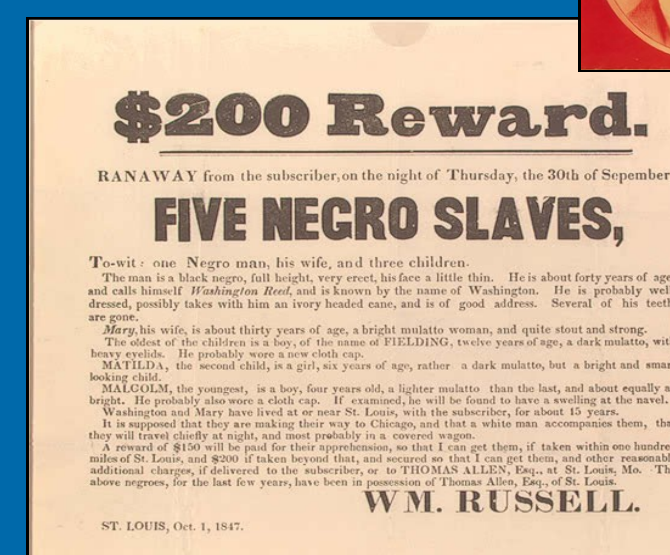 $200 Reward.
RANAWAY from the subscriber, on the night of Thursday, the 30th of Sepember
FIVE NEGRO SLAVES,
To-wit : one Negro man, his wife, and three children.
The man is a black negro, full height, very erect, his face a little thin. He is about forty years of age
and calls himself Washington Reed, and is known by the name of Washington. He is probably well
dressed, possibly takes with him an ivory headed cane, and is of good address. Several of his teeth
are gone.
Mary, his wife, is about thirty years of age, a bright mulatto woman, and quite stout and strong.
The oldest of the children is a boy, of the name of FIELDING, twelve years of age, a dark mulatto, wit
heavy eyelids. He probably wore a new cloth cap.
MATILDA, the second child, is a girl, six years of age, rather a dark mulatto, but a bright and smar
looking child.
MALCOLM, the youngest, is a boy, four years old, a lighter mulatto than the last, and about equally a
bright. He probably also wore a cloth cap. If examined, he will be found to have a swelling at the navel.
Washington and Mary have lived at or near St. Louis, with the subscriber, for about 15 years.
It is supposed that they are making their way to Chicago, and that a white man accompanies them, tha
they will travel chiefly at night, and most probably in a covered wagon.
A reward of $150 will be paid for their apprehension, so that I can get them, if taken within one hundre
miles of St. Louis, and $200 if taken beyond that, and secured so that I can get them, and other reasonabl
additional charges, if delivered to the subscriber, or to THOMAS ALLEN, Esq., at St. Louis, Mo. Th
above negroes, for the last few years, have been in possession of Thomas Allen, Esq., of St. Louis.
WM. RUSSELL.
ST. LOUIS, Oct. 1, 1847.